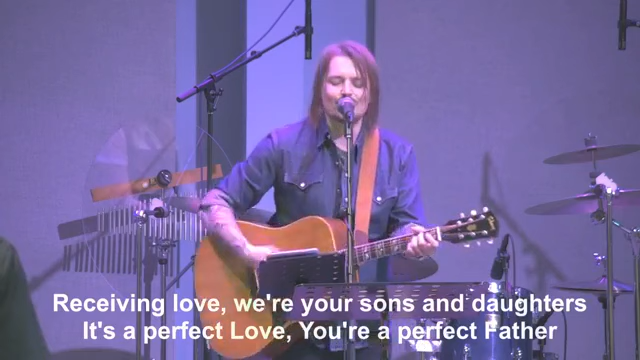 Receiving love, we're your sons and daughters
It's a perfect Love, You're a perfect Father